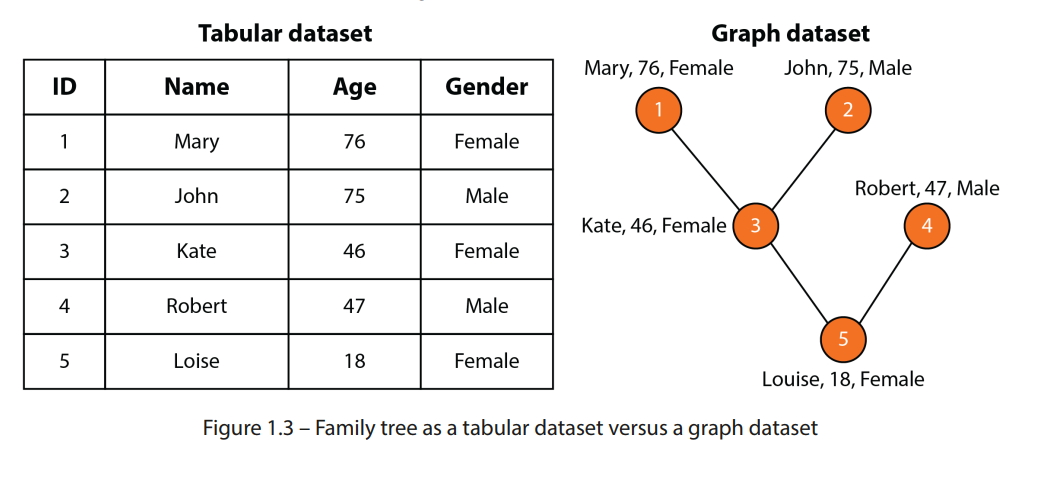 Tabular dataset
ID Name Age Gender
1 Mary 76 Female
2 John 75 Male
3 Kate 46 Female
4 Robert 47 Male
5 Loise 18 Female
Graph dataset
Mary, 76, Female
John, 75, Male
1
2
Robert, 47, Male
Kate, 46, Female
3
4
5
Louise, 18, Female
Figure 1.3 – Family tree as a tabular dataset versus a graph dataset